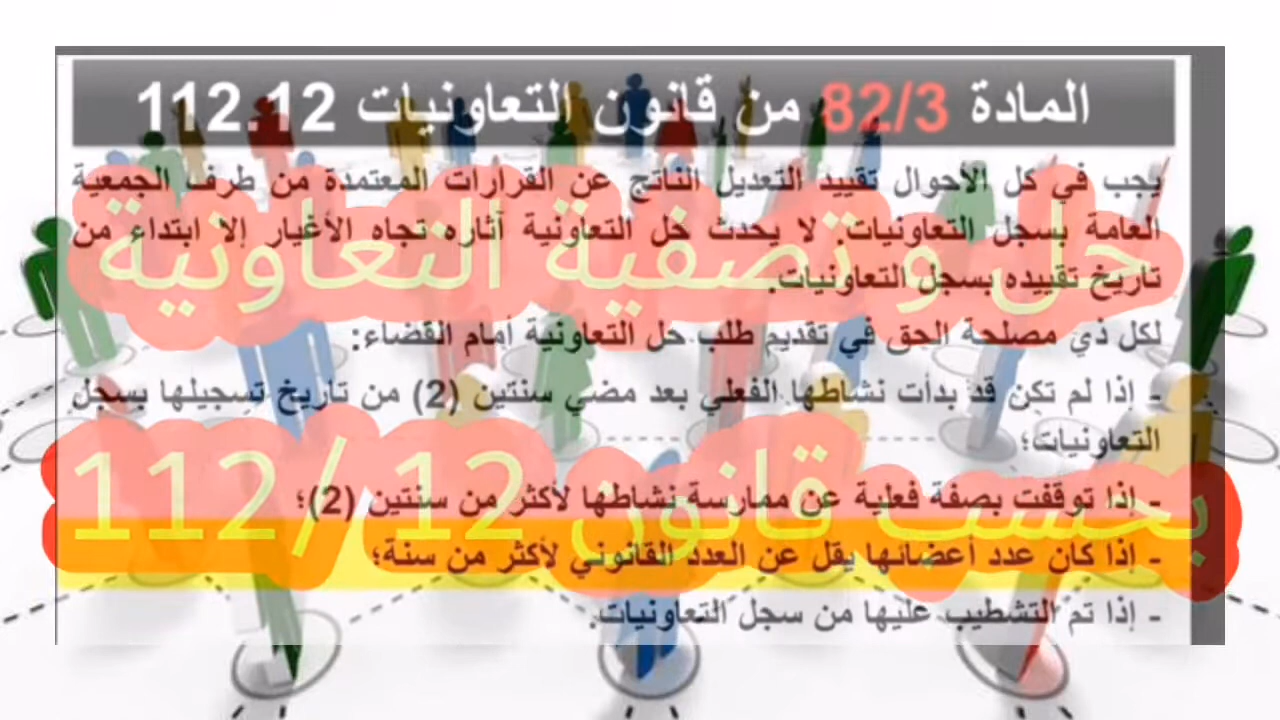 المادة 82/3 من قانون التعاونيات 112.12
يجب في كل الأحوال تقييد التعديل الناتج عن القرارات المعتمدة من طرف الجمعية
العامة بسجل التعاونيات. لا يحدث حل التعاونية آثاره تجاه الأغيار إلا ابتداء من
حل و تصفية التعاونية
تاريخ تقييده بسجل التعاونيات.
لكل ذي مصلحة الحق في تقديم طلب حل التعاونية أمام القضاء:
- إذا لم تكن قد بدأت نشاطها الفعلي بعد مضي سنتين (2) من تاريخ تسجيلها بسجل
التعاونيات؛
- إذا توقفت بصفة فعلية عن ممارسة نشاطها لأكثر من سنتين (2)؛
بحسب قانون 12 /112
- إذا كان عدد أعضائها يقل عن العدد القانوني لأكثر من سنة؛
- إذا تم التشطيب عليها من سجل التعاونيات.